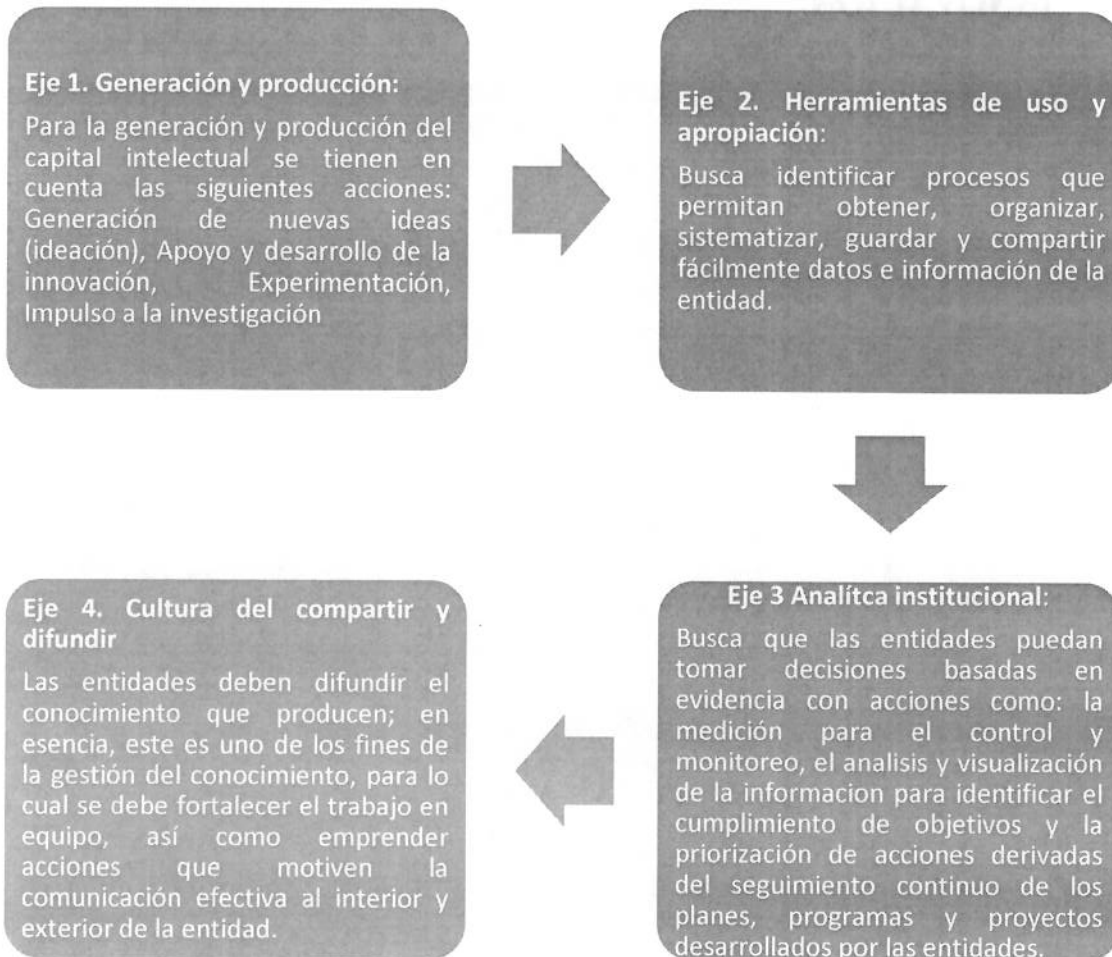 Eje 1. Generación y producción:
Para la generación y producción del
capital intelectual se tienen en
cuenta las siguientes acciones:
Generación de nuevas ideas
(ideación), Apoyo y desarrollo de la
innovación, Experimentación,
Impulso a la investigación
Eje 2. Herramientas de uso y
apropiación:
Busca identificar procesos que
permitan obtener, organizar,
sistematizar, guardar y compartir
fácilmente datos e información de la
entidad.
Eje 3 Analítca institucional:
Busca que las entidades puedan
tomar decisiones basadas en
evidencia con acciones como: la
medición para el control y
monitoreo, el analisis y visualización
de la informacion para identificar el
cumplimiento de objetivos y la
priorización de acciones derivadas
del seguimiento continuo de los
planes, programas y proyectos
desarrollados por las entidades.
Eje 4. Cultura del compartir y
difundir
Las entidades deben difundir el
conocimiento que producen; en
esencia, este es uno de los fines de
la gestión del conocimiento, para lo
cual se debe fortalecer el trabajo en
equipo, así como emprender
acciones que motiven la
comunicación efectiva al interior y
exterior de la entidad.